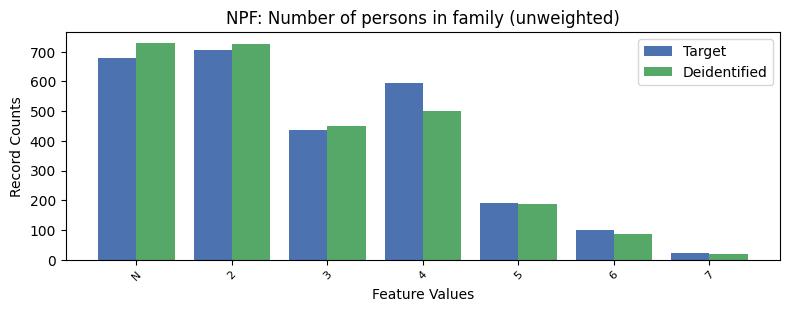 NPF: Number of persons in family (unweighted)
Target
Deidentified
Record Counts
700
600
500
400
300
200
100
0
N
2
3
4
5
6
7
Feature Values